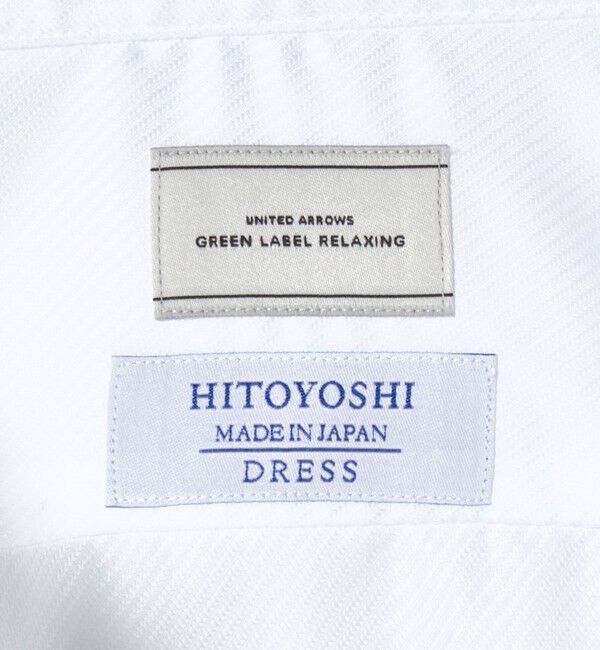 UNITED ARROWS
GREEN LABEL RELAXING
HITOYOSHI
MADE IN JAPAN
DRESS